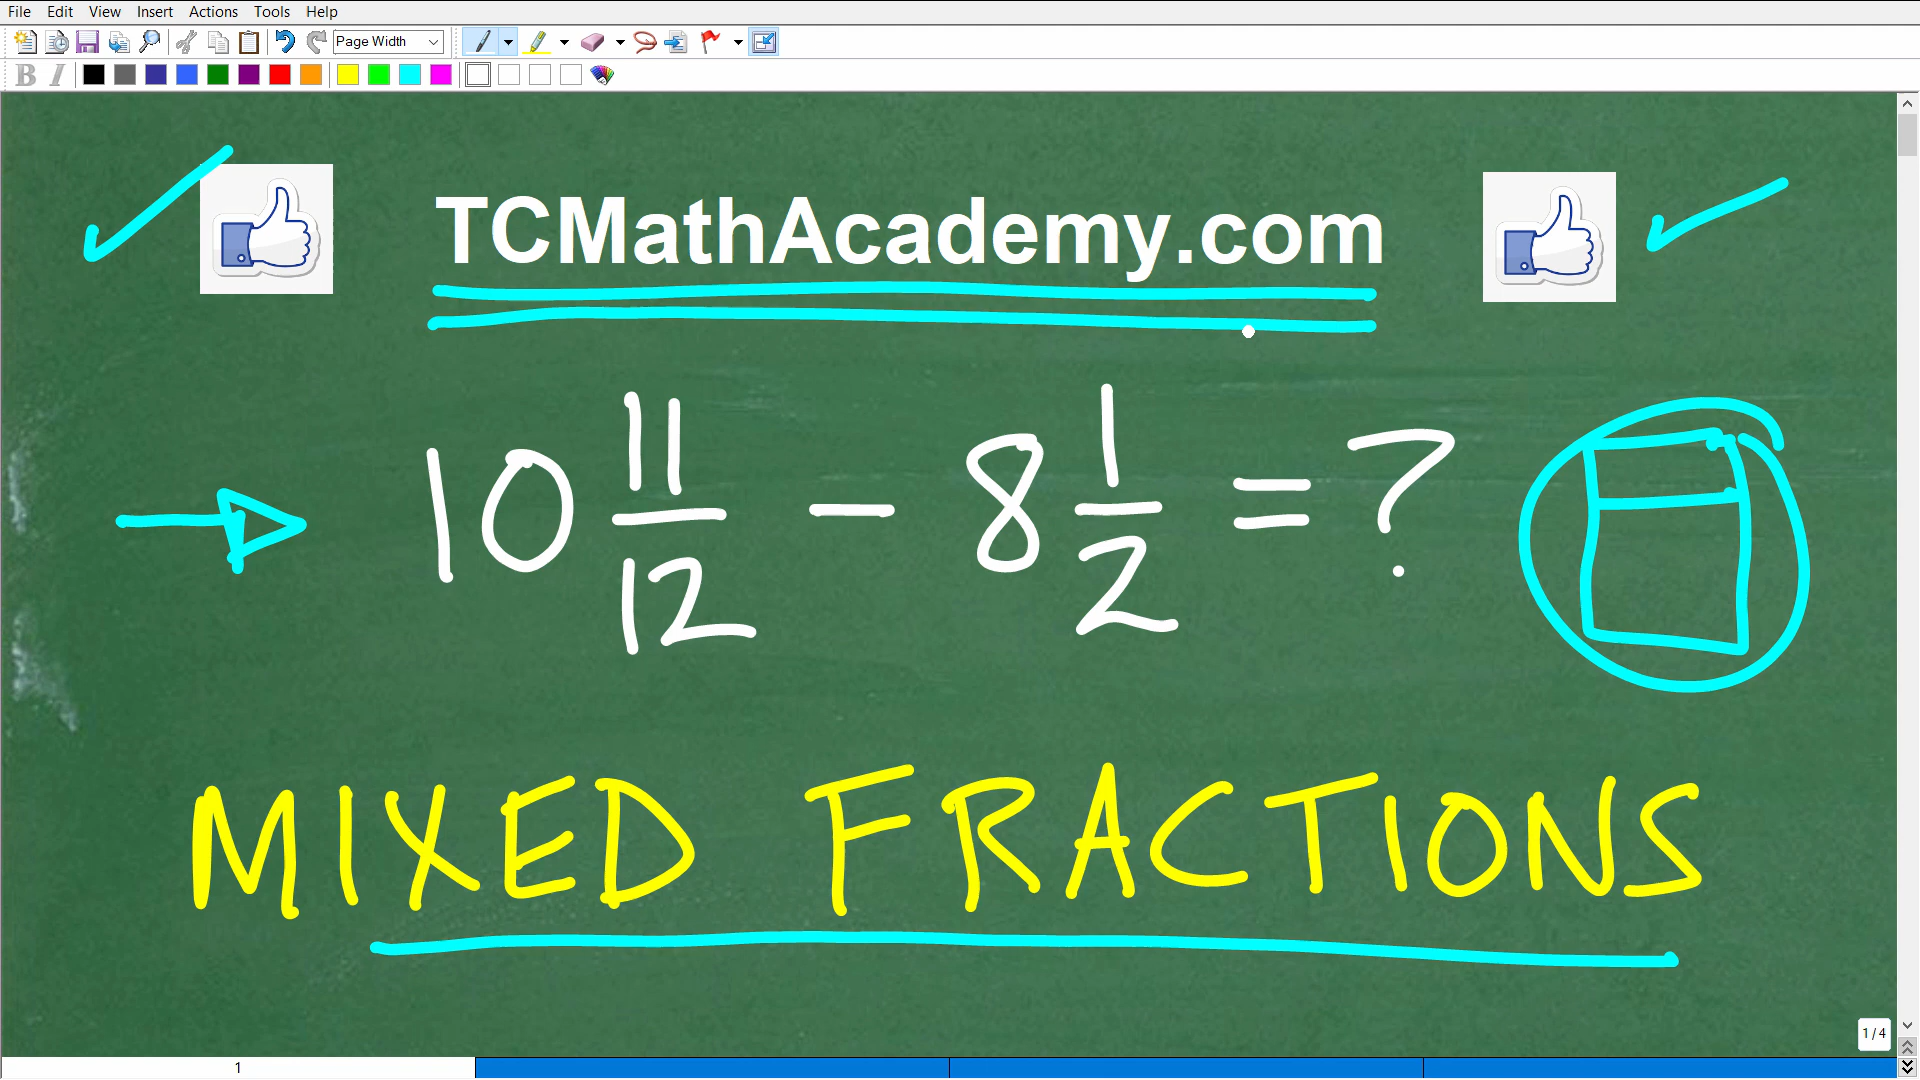 File Edit View Insert Actions Tools Help
Page Width
B I
TCMathAcademy.com
10 11/12 - 8 1/2 = ?
MIXED FRACTIONS
1 / 4
1